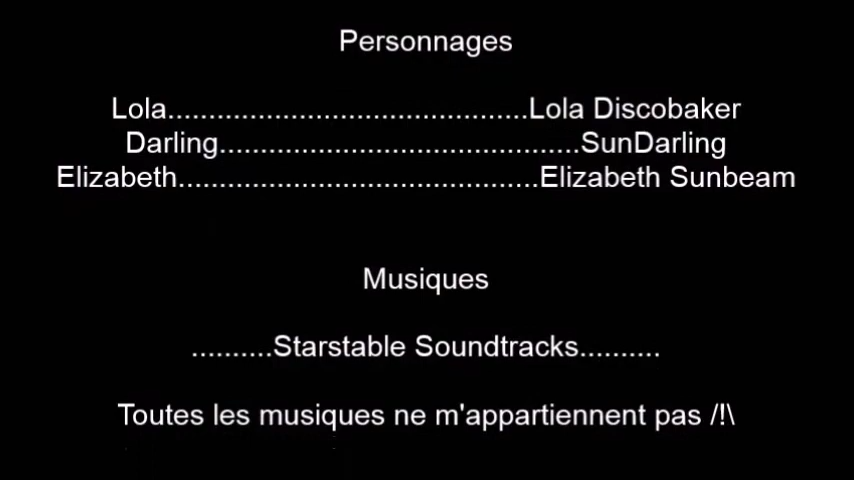 Personnages
Lola............................................Lola Discobaker
Darling............................................SunDarling
Elizabeth............................................Elizabeth Sunbeam
Musiques
..........Starstable Soundtracks..........
Toutes les musiques ne m'appartiennent pas /!\